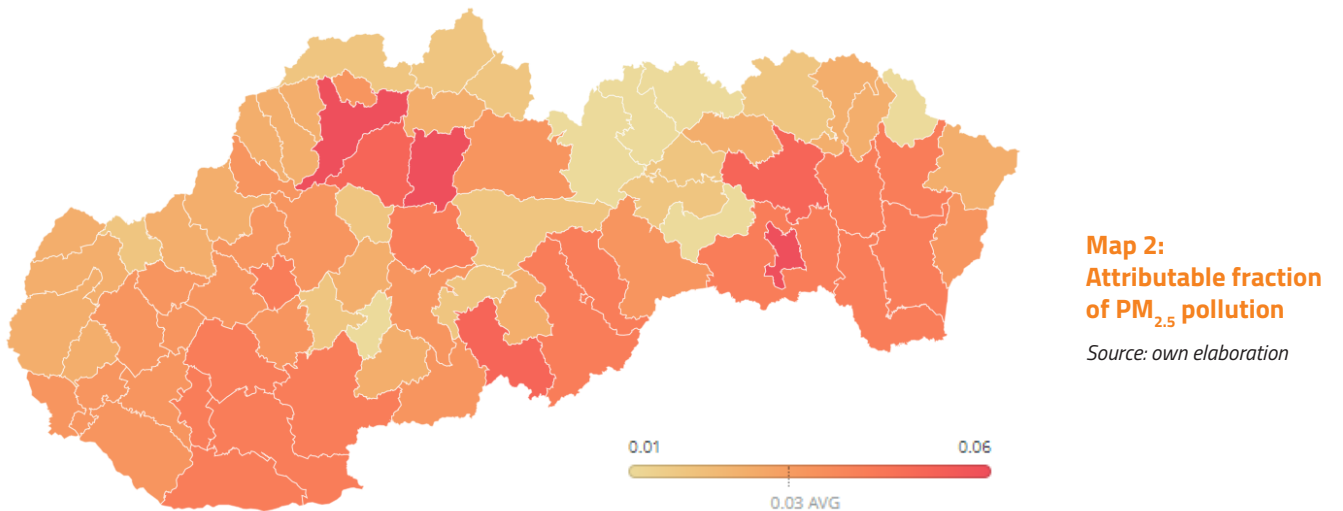 Map 2:
Attributable fraction
of PM2.5 pollution
Source: own elaboration
0.01 0.06
0.03 AVG